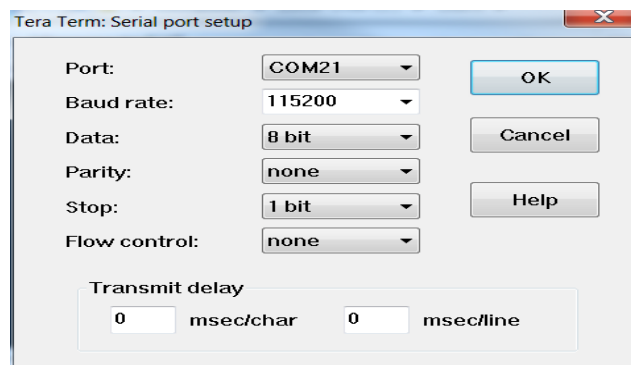 Tera Term: Serial port setup
Port: COM21 OK
Baud rate: 115200
Data: 8 bit Cancel
Parity: none
Stop: 1 bit Help
Flow control: none
Transmit delay
0 msec/char 0 msec/line